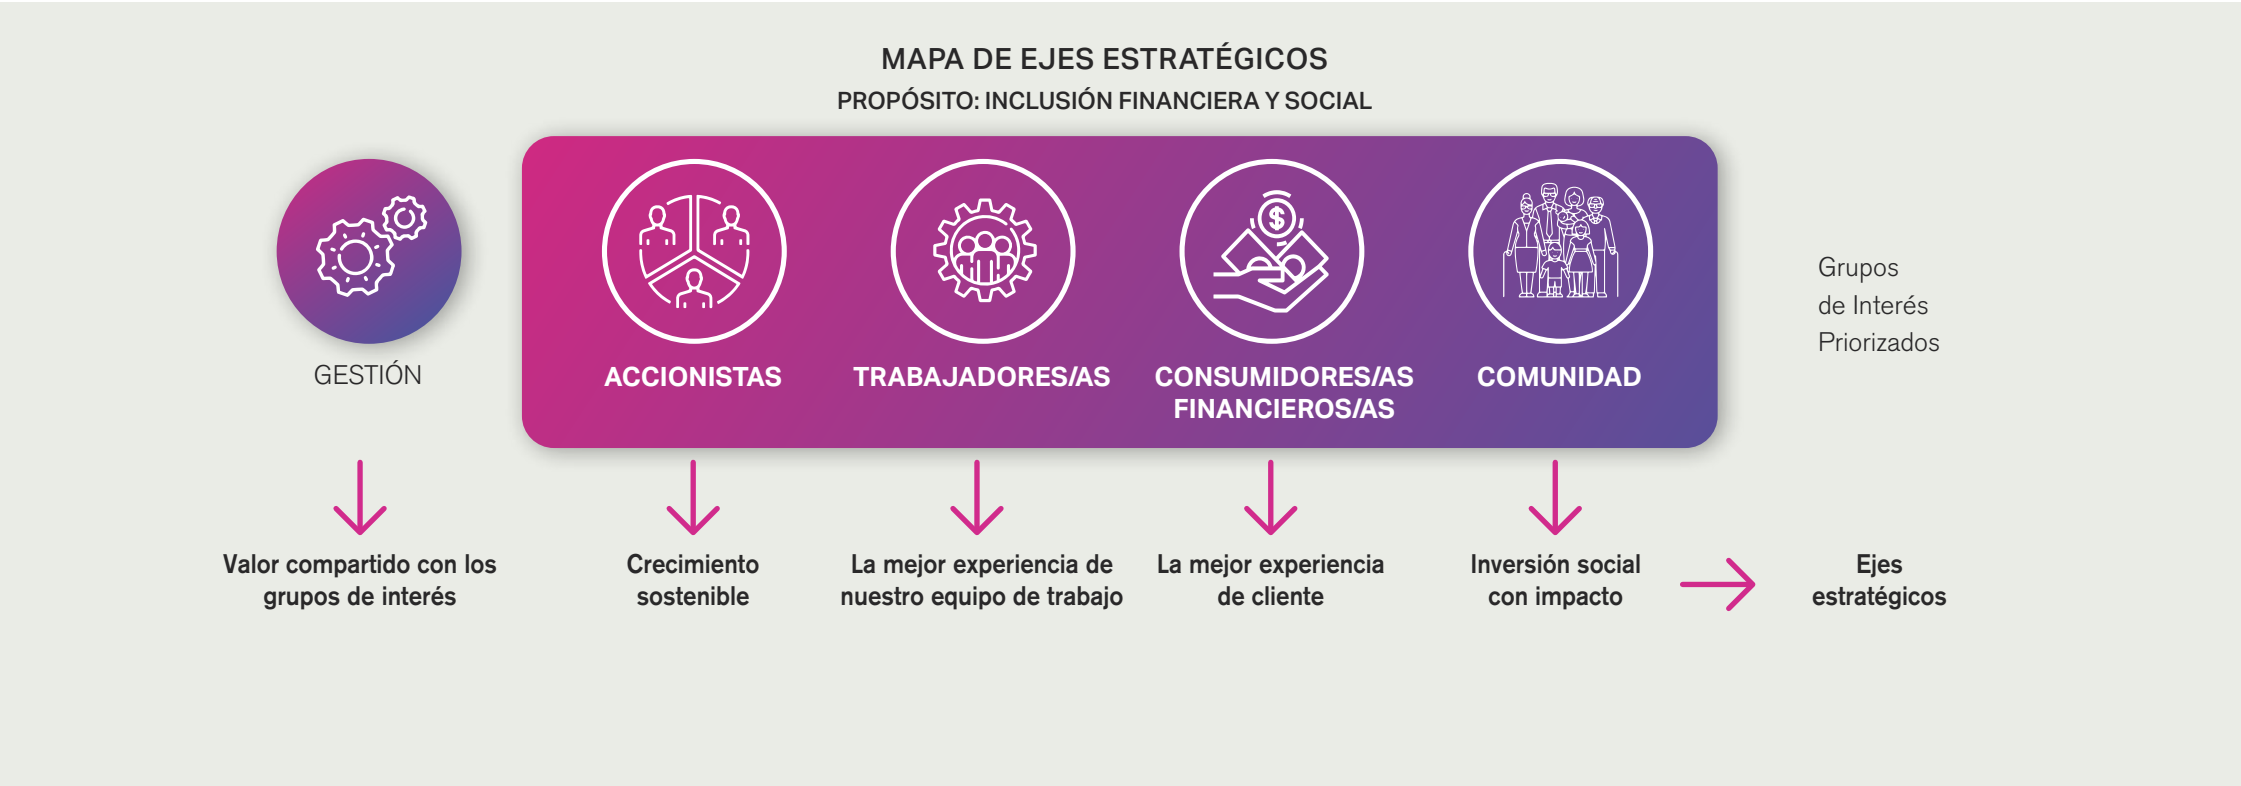 MAPA DE EJES ESTRATÉGICOS
PROPÓSITO: INCLUSIÓN FINANCIERA Y SOCIAL
GESTIÓN
$
ACCIONISTAS
TRABAJADORES/AS
CONSUMIDORES/AS
FINANCIEROS/AS
COMUNIDAD
Grupos
de Interés
Priorizados
Valor compartido con los
grupos de interés
Crecimiento
sostenible
La mejor experiencia de
nuestro equipo de trabajo
La mejor experiencia
de cliente
Inversión social
con impacto
Ejes
estratégicos